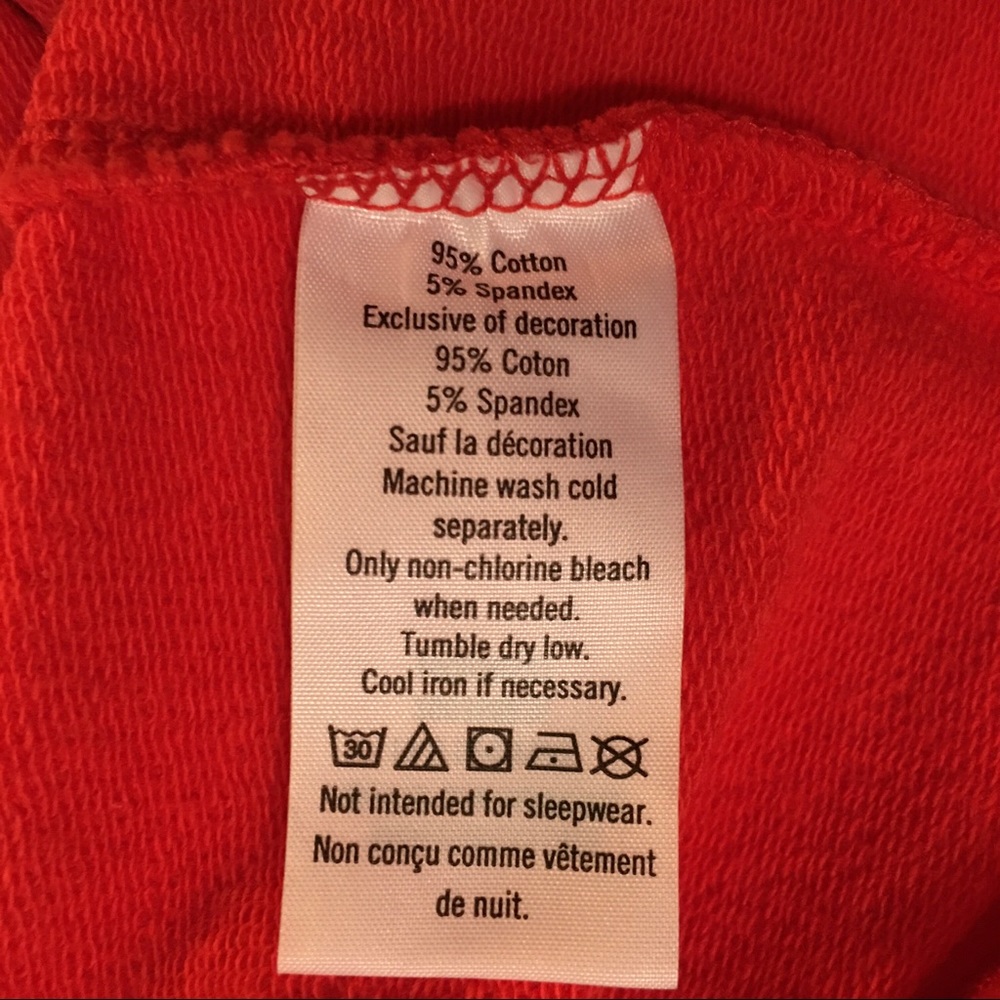 95% Cotton
5% Spandex
Exclusive of decoration
95% Coton
5% Spandex
Sauf la décoration
Machine wash cold
separately.
Only non-chlorine bleach
when needed.
Tumble dry low.
Cool iron if necessary.
30
Not intended for sleepwear.
Non conçu comme vêtement
de nuit.